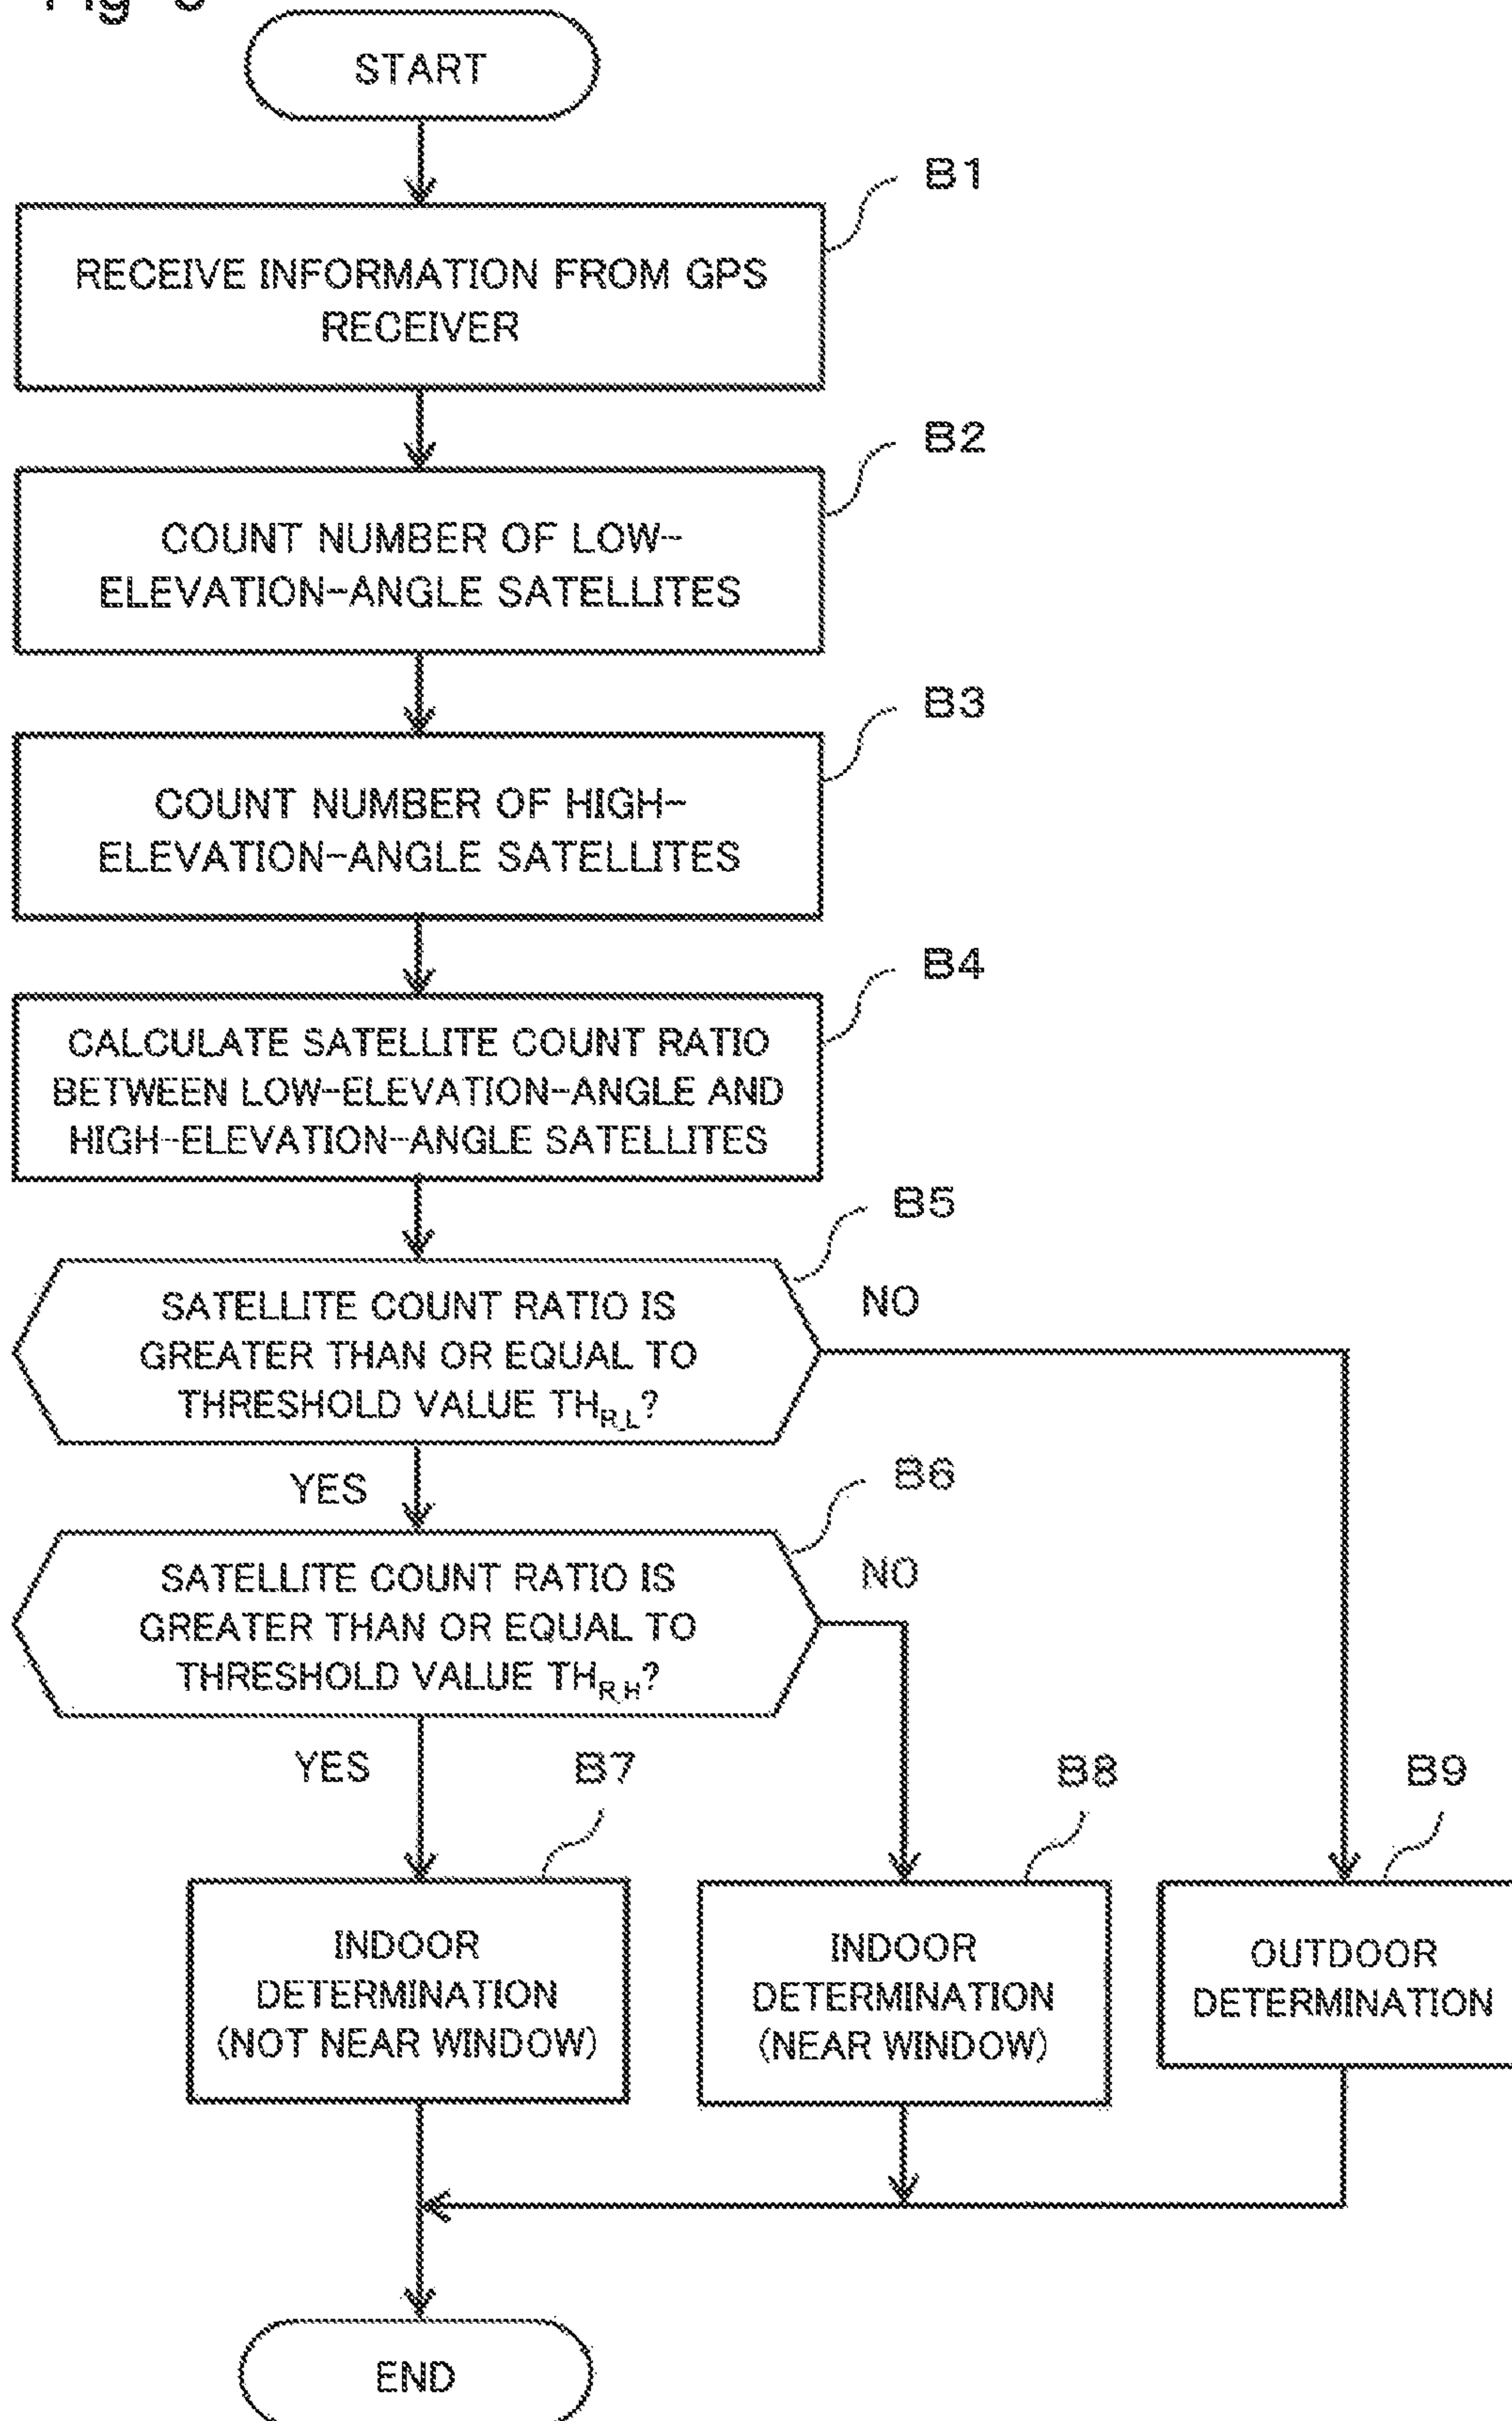 START
B1
RECEIVE INFORMATION FROM GPS
RECEIVER
B2
COUNT NUMBER OF LOW-
ELEVATION-ANGLE SATELLITES
B3
COUNT NUMBER OF HIGH-
ELEVATION-ANGLE SATELLITES
B4
CALCULATE SATELLITE COUNT RATIO
BETWEEN LOW-ELEVATION-ANGLE AND
HIGH-ELEVATION-ANGLE SATELLITES
B5
SATELLITE COUNT RATIO IS
GREATER THAN OR EQUAL TO
THRESHOLD VALUE TH_R_L?
NO
YES
B6
SATELLITE COUNT RATIO IS
GREATER THAN OR EQUAL TO
THRESHOLD VALUE TH_R_H?
NO
YES
B7
INDOOR
DETERMINATION
(NOT NEAR WINDOW)
B8
INDOOR
DETERMINATION
(NEAR WINDOW)
B9
OUTDOOR
DETERMINATION
END